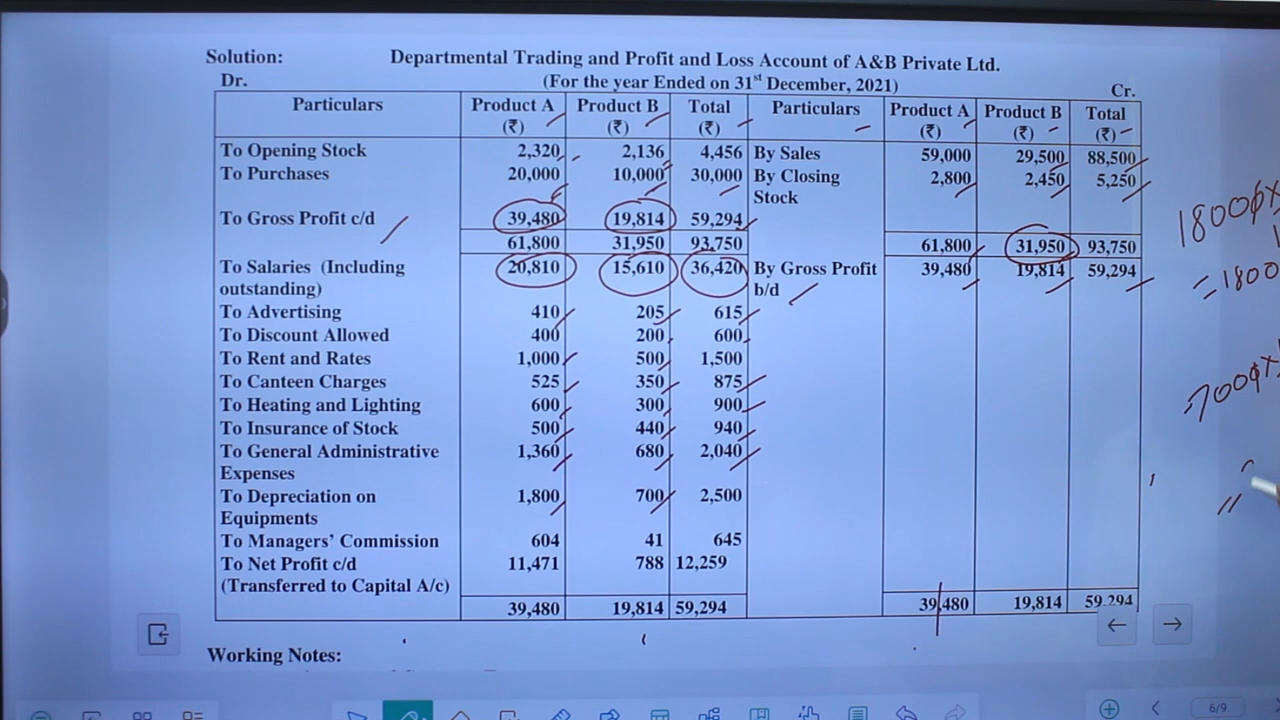 Solution: Departmental Trading and Profit and Loss Account of A&B Private Ltd.
Dr. (For the year Ended on 31st December, 2021) Cr.
Particulars Product A Product B Total Particulars Product A Product B Total
(₹) (₹) (₹) (₹) (₹) (₹)
To Opening Stock 2,320 2,136 4,456 By Sales 59,000 29,500 88,500
To Purchases 20,000 10,000 30,000 By Closing 2,800 2,450 5,250
Stock
To Gross Profit c/d 39,480 19,814 59,294
61,800 31,950 93,750 61,800 31,950 93,750
To Salaries (Including 20,810 15,610 36,420 By Gross Profit 39,480 19,814 59,294
outstanding) b/d
To Advertising 410 205 615
To Discount Allowed 400 200 600
To Rent and Rates 1,000 500 1,500
To Canteen Charges 525 350 875
To Heating and Lighting 600 300 900
To Insurance of Stock 500 440 940
To General Administrative 1,360 680 2,040
Expenses
To Depreciation on 1,800 700 2,500
Equipments
To Managers' Commission 604 41 645
To Net Profit c/d 11,471 788 12,259
(Transferred to Capital A/c)
39,480 19,814 59,294 39,480 19,814 59,294
Working Notes:
18000x
=1800
7000x
6/9